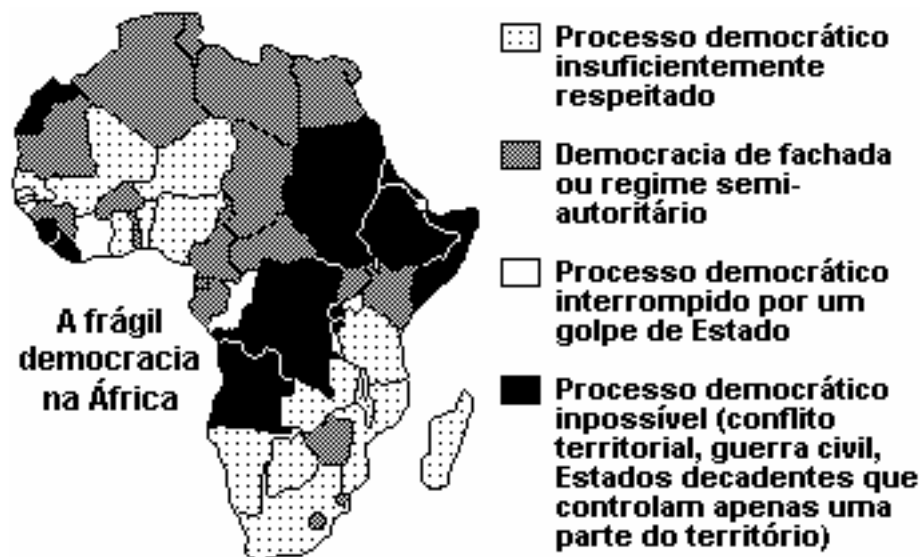 Processo democrático
insuficientemente
respeitado
Democracia de fachada
ou regime semi-
autoritário
Processo democrático
interrompido por um
golpe de Estado
A frágil
democracia
na África
Processo democrático
inpossível (conflito
territorial, guerra civil,
Estados decadentes que
controlam apenas uma
parte do território)